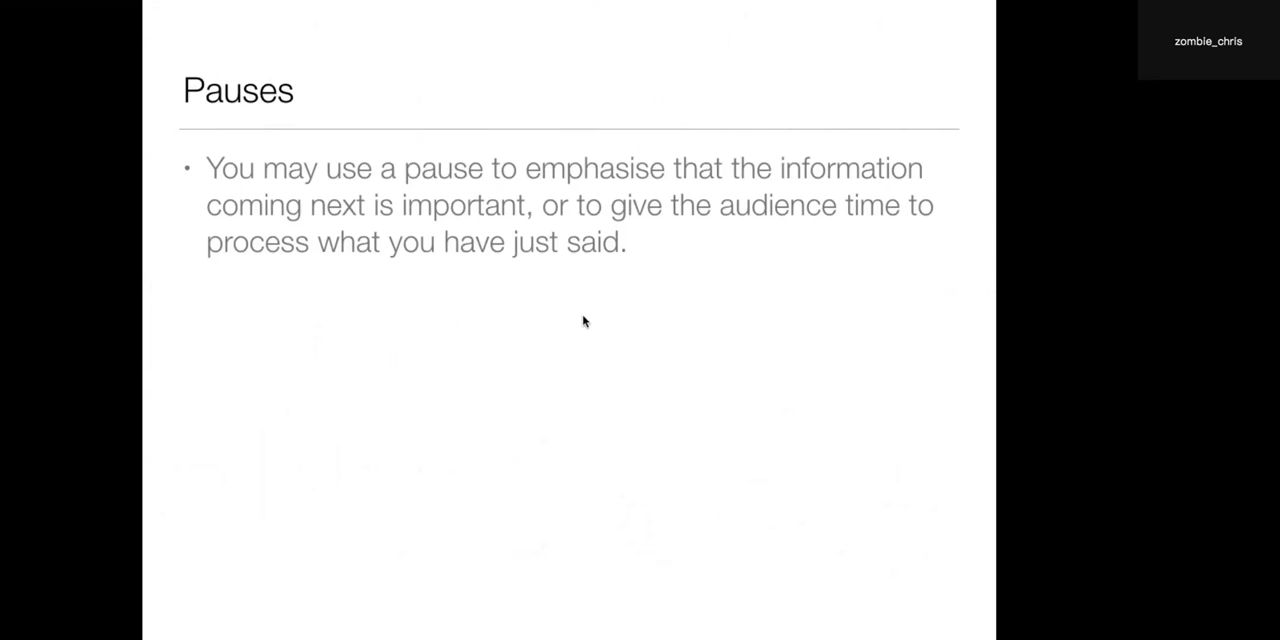 zombie_chris
Pauses
• You may use a pause to emphasise that the information
coming next is important, or to give the audience time to
process what you have just said.